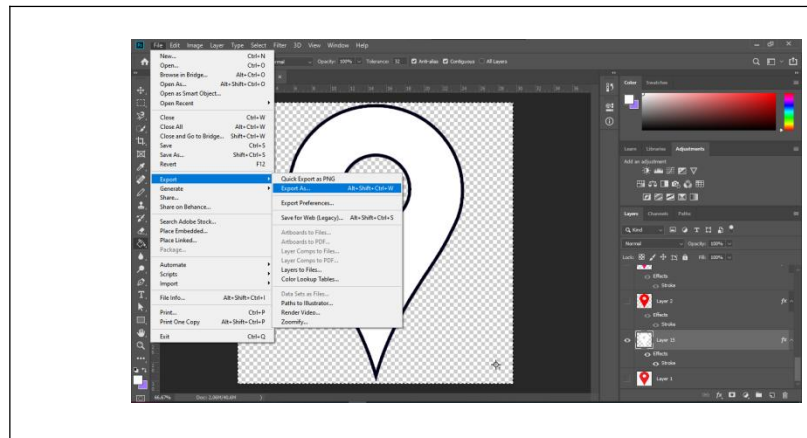 File Edit Image Layer Type Select Filter 3D View Window Help
Opacity: 100% Tolerance: 32 Anti-alias Contiguous All Layers
New... Ctrl+N
Open... Ctrl+O
Browse in Bridge... Alt+Ctrl+O
Open As... Alt+Shift+Ctrl+O
Open as Smart Object...
Open Recent
Close Ctrl+W
Close All Alt+Ctrl+W
Close and Go to Bridge... Shift+Ctrl+W
Save Ctrl+S
Save As... Shift+Ctrl+S
Revert F12
Export
Generate
Share...
Share on Behance...
Search Adobe Stock...
Place Embedded...
Place Linked...
Package...
Automate
Scripts
Import
File Info... Alt+Shift+Ctrl+I
Print... Ctrl+P
Print One Copy Alt+Shift+Ctrl+P
Exit Ctrl+Q
Quick Export as PNG
Export As... Alt+Shift+Ctrl+W
Export Preferences...
Save for Web (Legacy)... Alt+Shift+Ctrl+S
Artboards to Files...
Artboards to PDF...
Layer Comps to Files...
Layer Comps to PDF...
Layers to Files...
Color Lookup Tables...
Data Sets as Files...
Paths to Illustrator...
Render Video...
Zoomify...
Color Swatches
Learn Libraries Adjustments
Add an adjustment
Layers Channels Paths
Kind
Normal Opacity: 100%
Lock: Fill: 100%
Effects
Stroke
Layer 2 fx
Effects
Stroke
Layer 11 fx
Effects
Stroke
Layer 1
66.67%